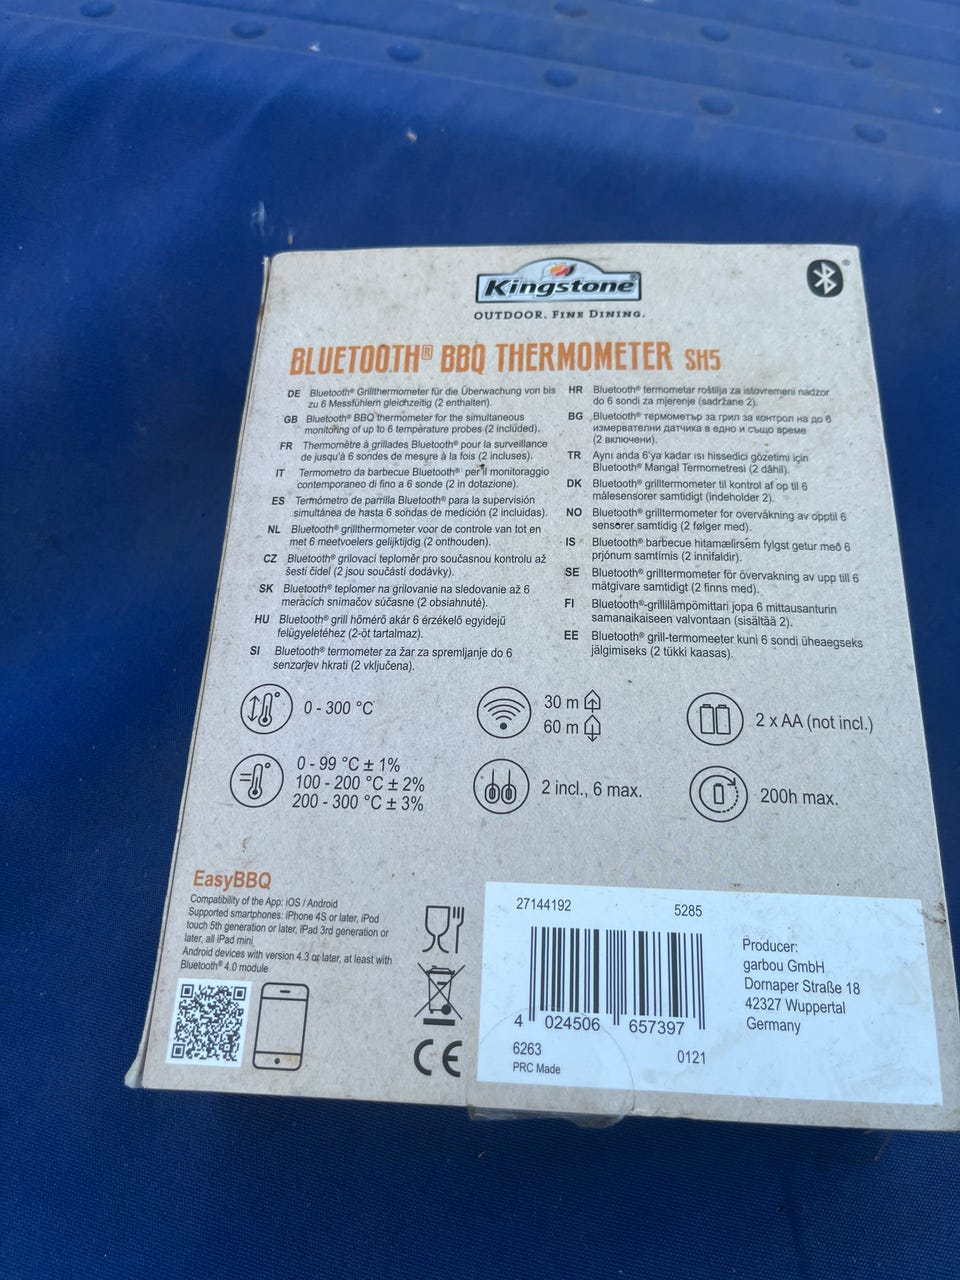 Kingstone®
OUTDOOR. FINE DINING.
BLUETOOTH® BBQ THERMOMETER SH5
DE Bluetooth® Grillthermometer für die Überwachung von bis
zu 6 Messfühlern gleichzeitig (2 enthalten).
GB Bluetooth® BBQ thermometer for the simultaneous
monitoring of up to 6 temperature probes (2 included).
FR Thermomètre à grillades Bluetooth® pour la surveillance
de jusqu'à 6 sondes de mesure à la fois (2 incluses).
IT Termometro da barbecue Bluetooth® per il monitoraggio
contemporaneo di fino a 6 sonde (2 in dotazione).
ES Termómetro de parrilla Bluetooth® para la supervisión
simultánea de hasta 6 sondas de medición (2 incluidas).
NL Bluetooth® grillthermometer voor de controle van tot en
met 6 meetvoelers gelijktijdig (2 onthouden).
CZ Bluetooth® grilovací teploměr pro současnou kontrolu až
šesti čidel (2 jsou součástí dodávky).
SK Bluetooth® teplomer na grilovanie na sledovanie až 6
meracích snímačov súčasne (2 obsiahnuté).
HU Bluetooth® grill hőmérő akár 6 érzékelő egyidejű
felügyeletéhez (2-öt tartalmaz).
SI Bluetooth® termometer za žar za spremljanje do 6
senzorjev hkrati (2 vključena).
HR Bluetooth® termometar roštilja za istovremeni nadzor
do 6 sondi za mjerenje (sadržane 2).
BG Bluetooth® термометър за грил за контрол на до 6
измервателни датчика в едно и също време
(2 включени).
TR Aynı anda 6'ya kadar ısı hissedici gözetimi için
Bluetooth® Mangal Termometresi (2 dâhil).
DK Bluetooth® grilltermometer til kontrol af op til 6
målesensorer samtidigt (indeholder 2).
NO Bluetooth® grilltermometer for overvåkning av opptil 6
sensorer samtidig (2 følger med).
IS Bluetooth® barbecue hitamælirsem fylgst getur með 6
prjónum samtímis (2 innifaldir).
SE Bluetooth® grilltermometer för övervakning av upp till 6
mätgivare samtidigt (2 finns med).
FI Bluetooth®-grillilämpömittari jopa 6 mittausanturin
samanaikaiseen valvontaan (sisältää 2).
EE Bluetooth® grill-termomeeter kuni 6 sondi üheaegseks
jälgimiseks (2 tükki kaasas).
0 - 300 °C
30 m
60 m
2 x AA (not incl.)
0 - 99 °C ± 1%
100 - 200 °C ± 2%
200 - 300 °C ± 3%
2 incl., 6 max.
200h max.
EasyBBQ
Compatibility of the App: iOS / Android
Supported smartphones: iPhone 4S or later, iPod
touch 5th generation or later, iPad 3rd generation or
later, all iPad mini
Android devices with version 4.3 or later, at least with
Bluetooth® 4.0 module
CE
27144192
5285
4 024506 657397
6263
0121
PRC Made
Producer:
garbou GmbH
Dornaper Straße 18
42327 Wuppertal
Germany